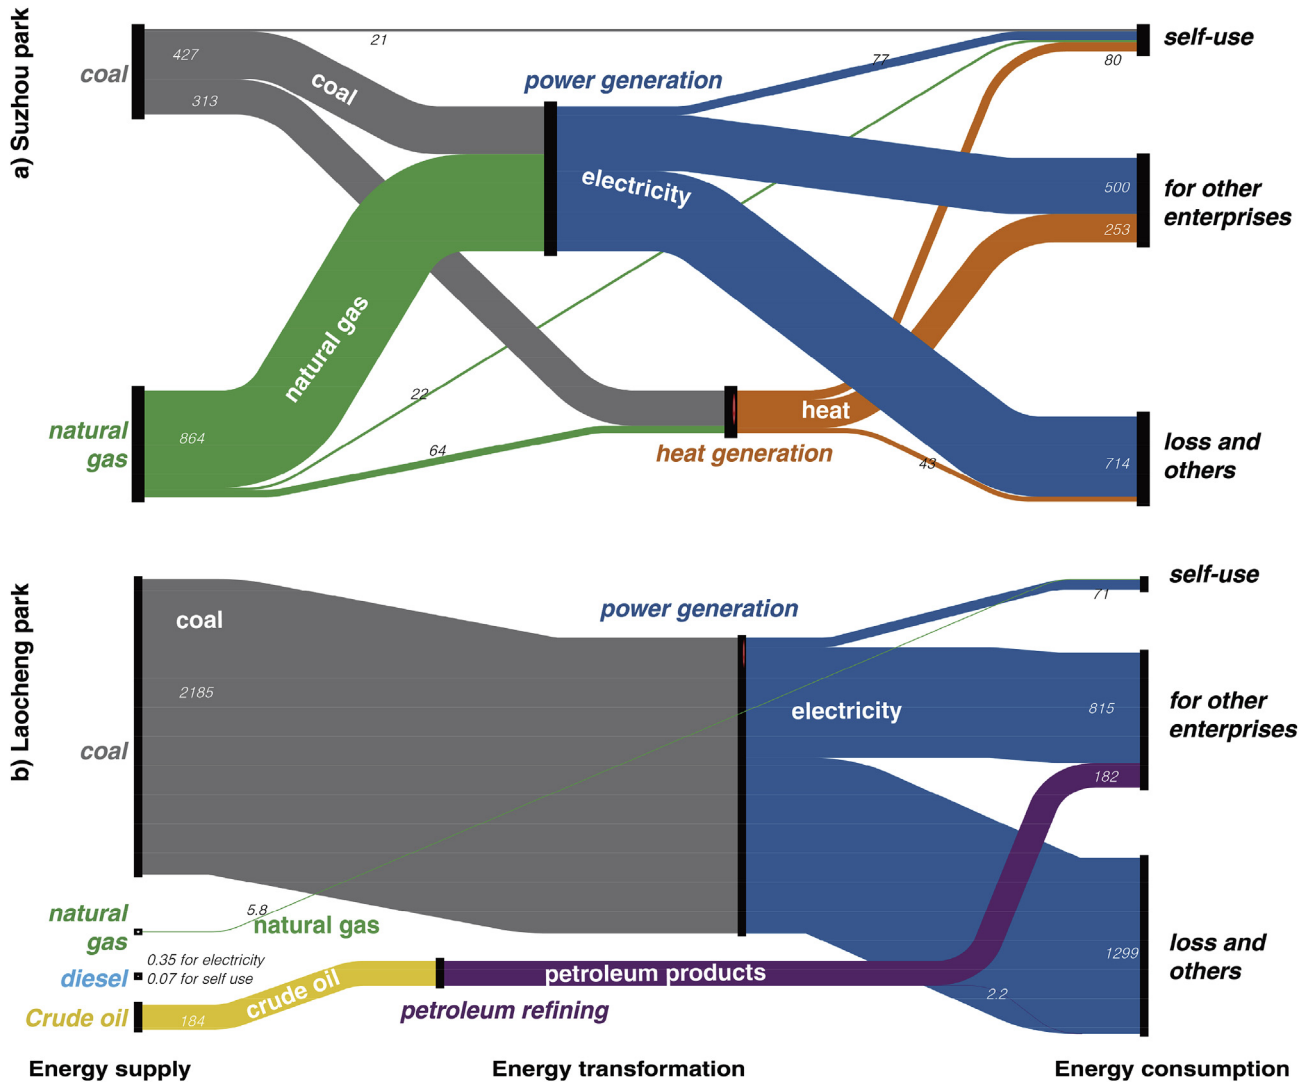 a) Suzhou park
coal
427
313
21
coal
power generation
77
self-use
80
electricity
500
for other
enterprises
253
natural gas
natural
gas
864
22
64
heat
heat generation
43
loss and
others
714
b) Laocheng park
coal
2185
coal
power generation
self-use
71
electricity
815
for other
enterprises
182
natural
gas
5.8
natural gas
diesel
0.35 for electricity
0.07 for self use
Crude oil
184
crude oil
petroleum products
petroleum refining
1299
loss and
others
2.2
Energy supply
Energy transformation
Energy consumption